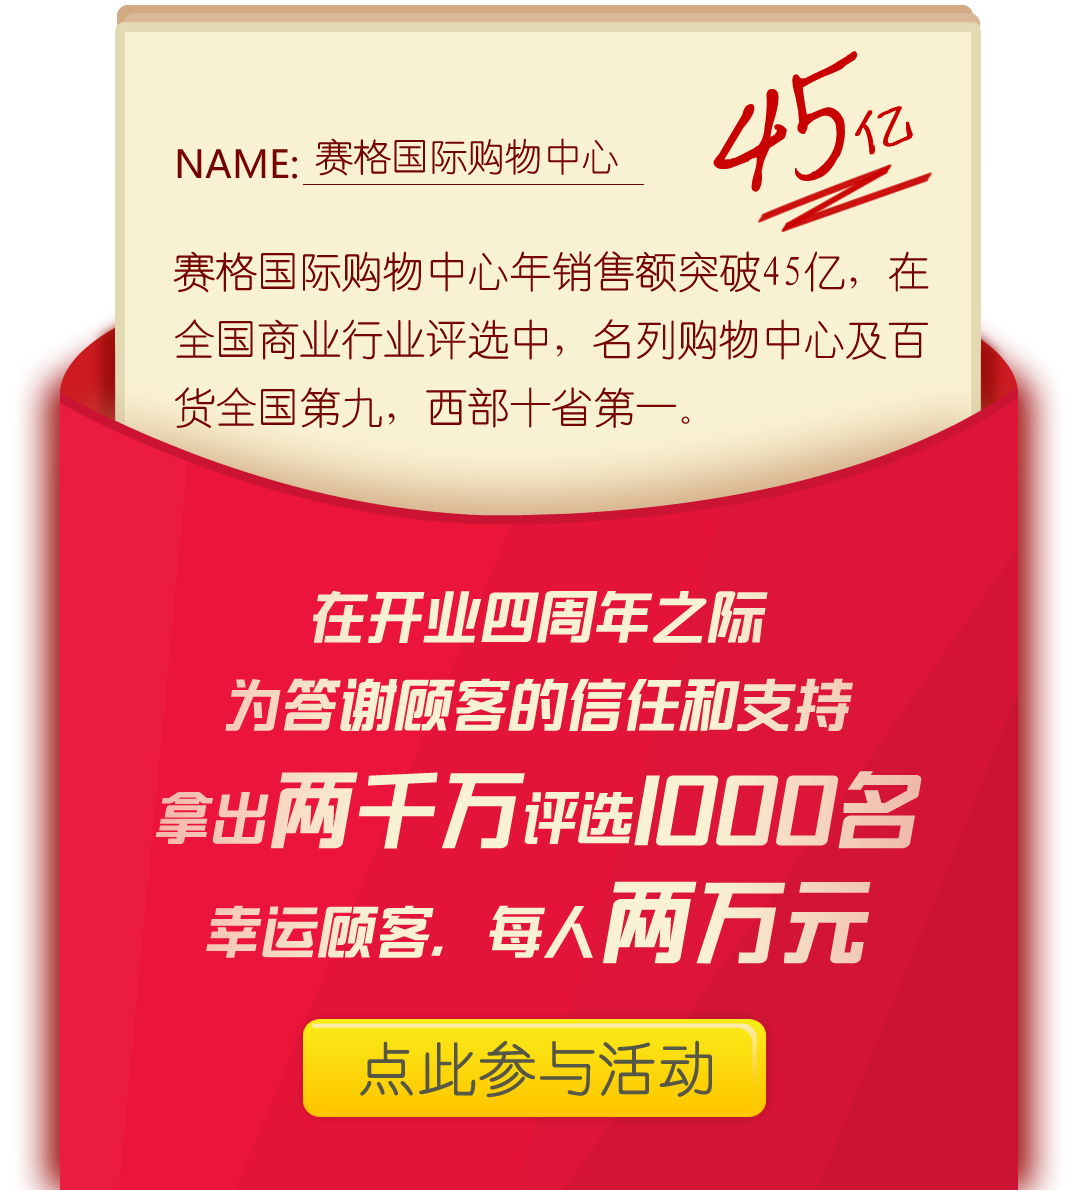 45亿
NAME: 赛格国际购物中心
赛格国际购物中心年销售额突破45亿，在
全国商业行业评选中，名列购物中心及百
货全国第九，西部十省第一。
在开业四周年之际
为答谢顾客的信任和支持
拿出两千万评选1000名
幸运顾客，每人两万元
点此参与活动